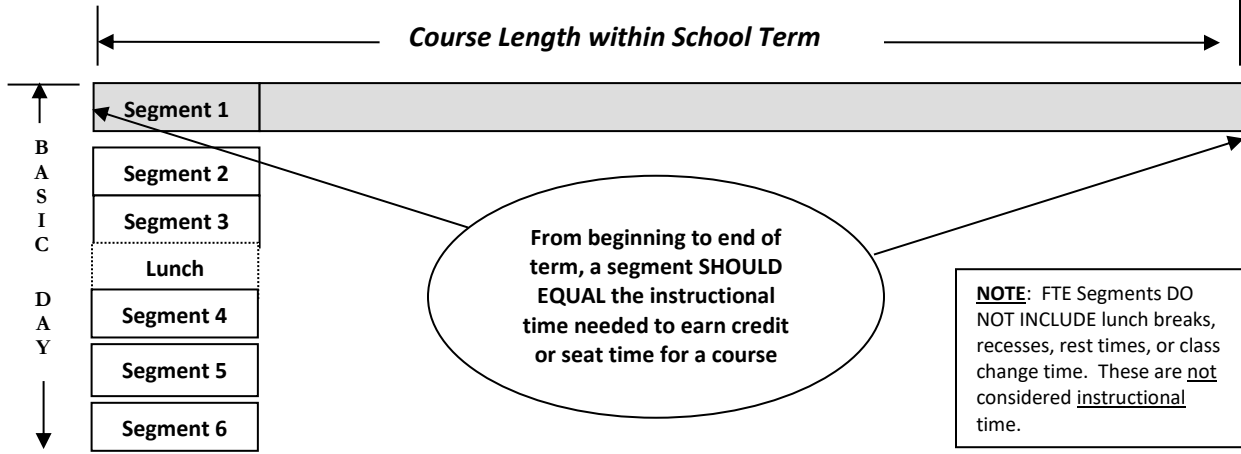 Course Length within School Term
BASIC DAY
Segment 1
Segment 2
Segment 3
Lunch
Segment 4
Segment 5
Segment 6
From beginning to end of
term, a segment SHOULD
EQUAL the instructional
time needed to earn credit
or seat time for a course
NOTE: FTE Segments DO
NOT INCLUDE lunch breaks,
recesses, rest times, or class
change time. These are not
considered instructional
time.